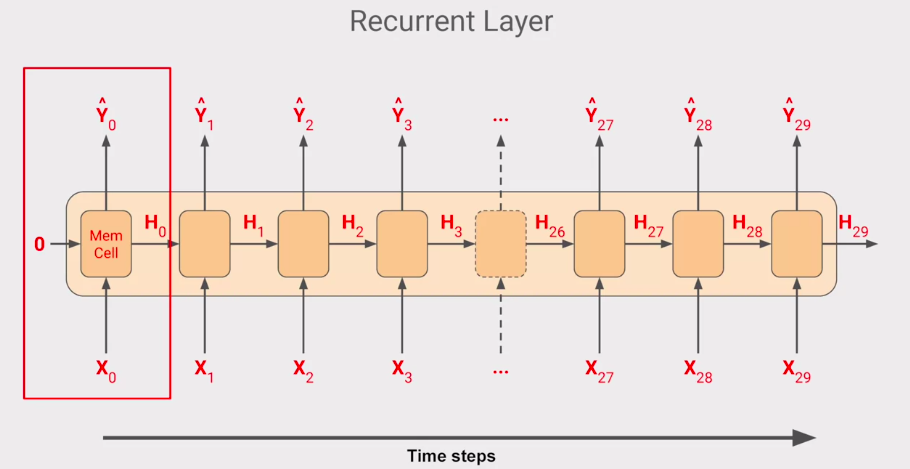 Recurrent Layer
Ŷ0 Ŷ1 Ŷ2 Ŷ3 ... Ŷ27 Ŷ28 Ŷ29
0 Mem Cell H0 H1 H2 H3 H26 H27 H28 H29
X0 X1 X2 X3 ... X27 X28 X29
Time steps